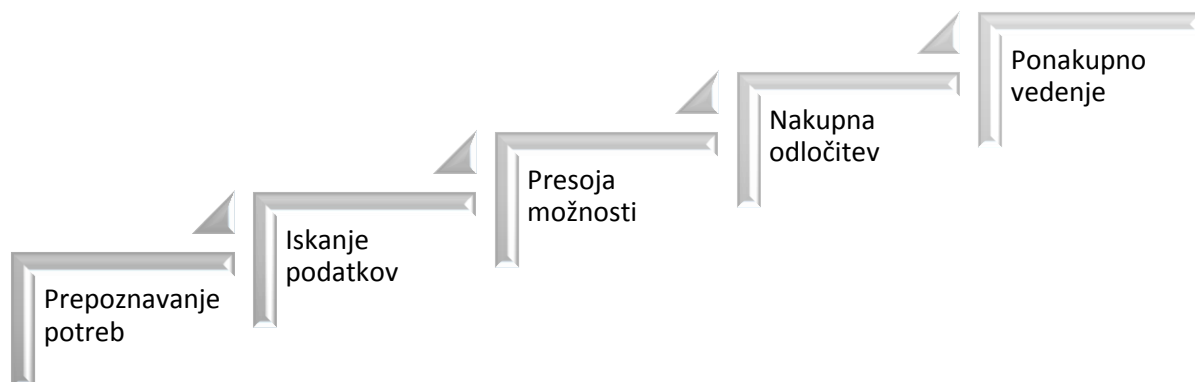 Prepoznavanje
potreb
Iskanje
podatkov
Presoja
možnosti
Nakupna
odločitev
Ponakupno
vedenje